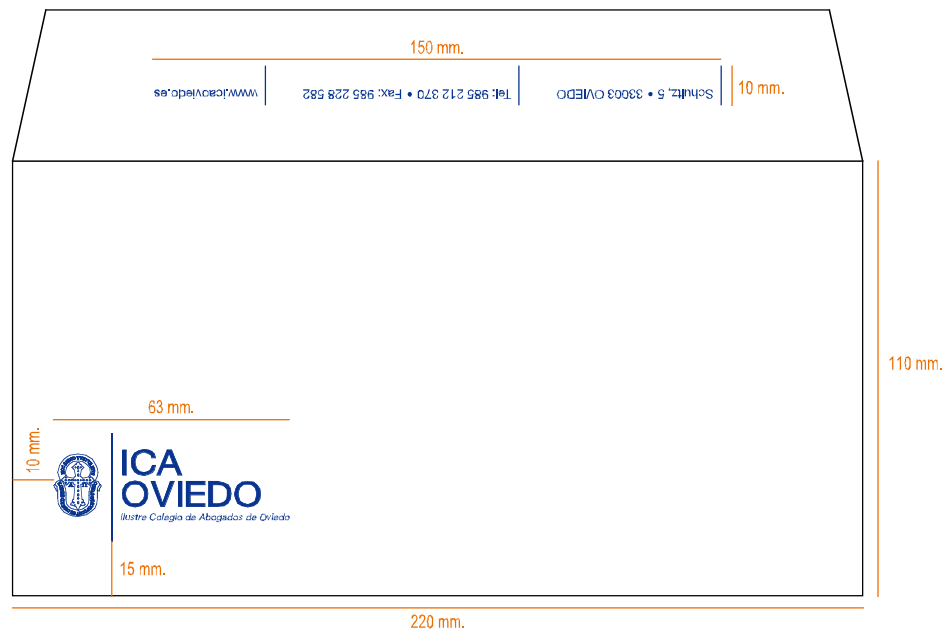 150 mm.
Schultz, 5 • 33003 OVIEDO
Tel: 985 212 370 • Fax: 985 228 582
www.icaoviedo.es
10 mm.
110 mm.
63 mm.
10 mm.
ICA
OVIEDO
Ilustre Colegio de Abogados de Oviedo
15 mm.
220 mm.